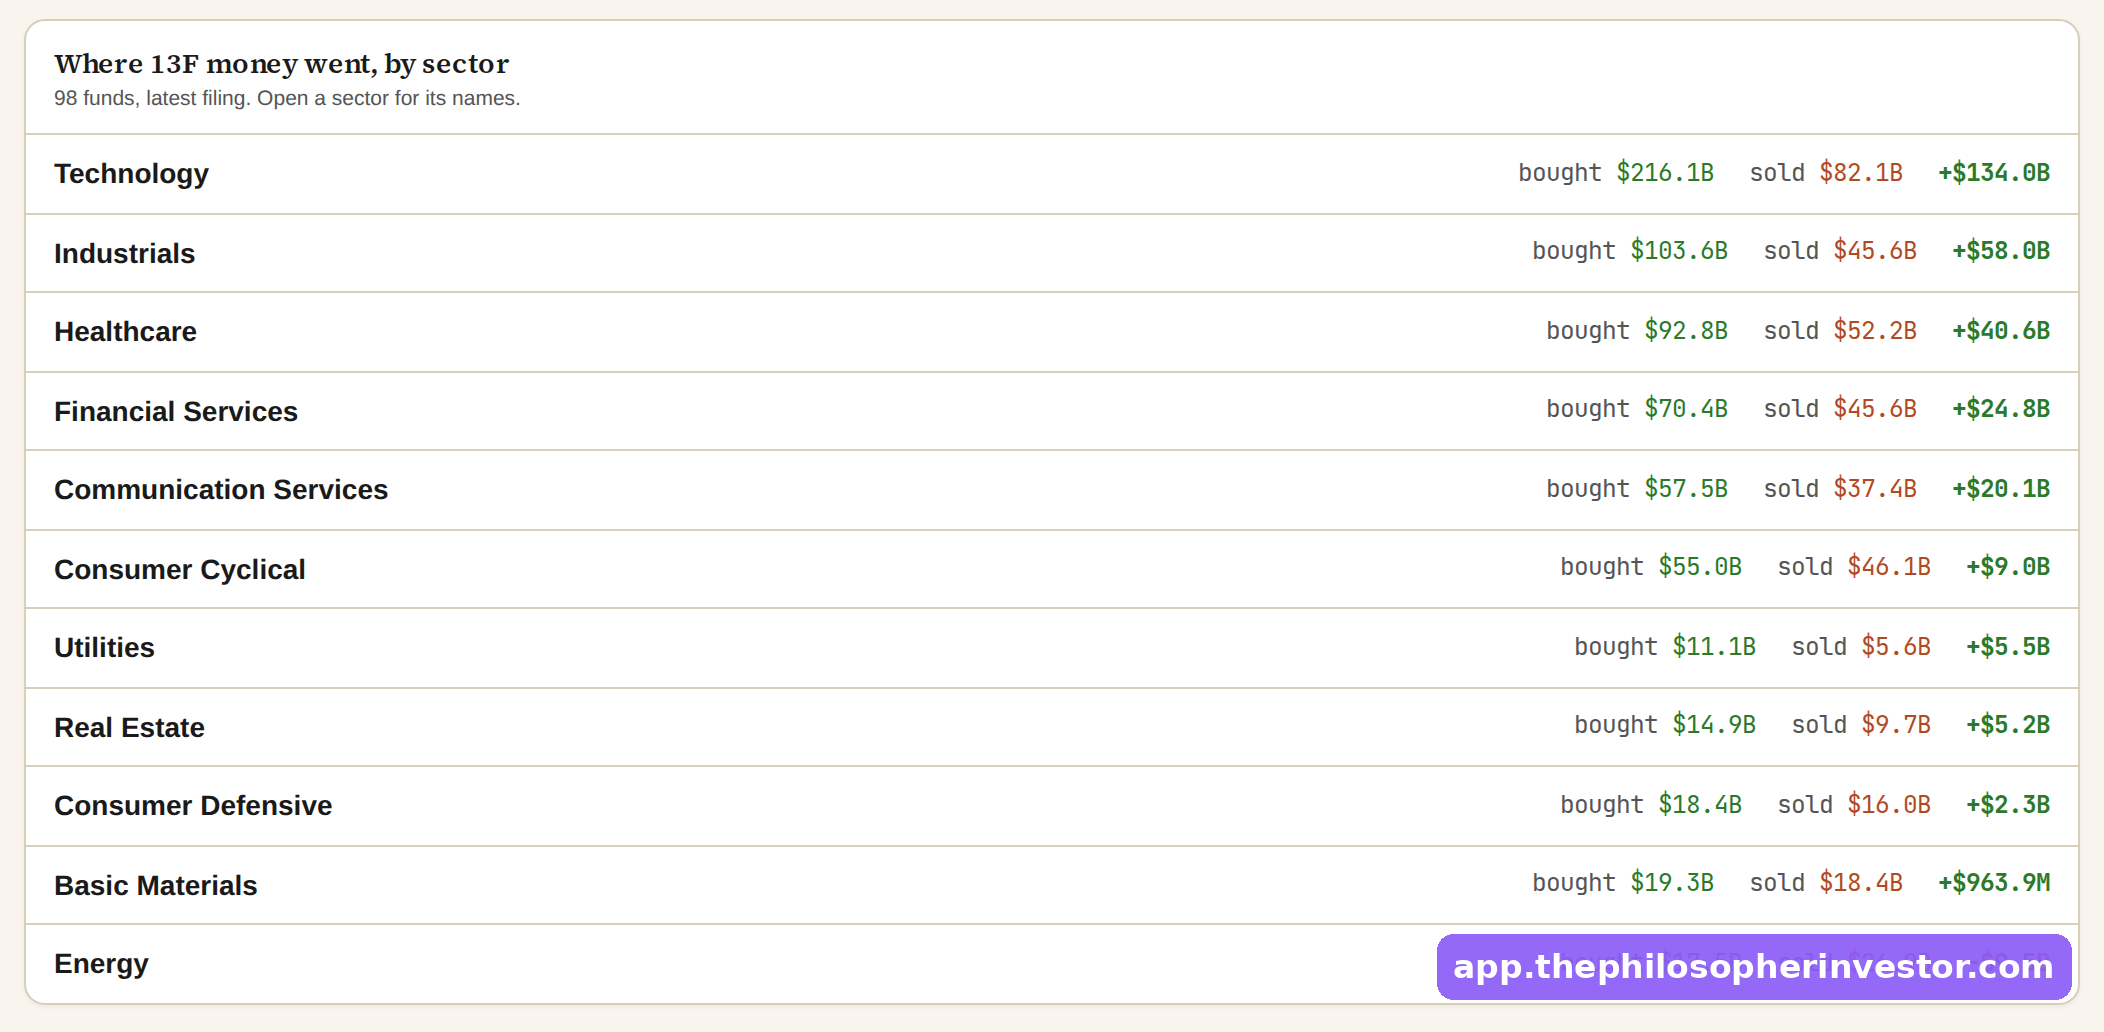 Where 13F money went, by sector
98 funds, latest filing. Open a sector for its names.
Technology bought $216.1B sold $82.1B +$134.0B
Industrials bought $103.6B sold $45.6B +$58.0B
Healthcare bought $92.8B sold $52.2B +$40.6B
Financial Services bought $70.4B sold $45.6B +$24.8B
Communication Services bought $57.5B sold $37.4B +$20.1B
Consumer Cyclical bought $55.0B sold $46.1B +$9.0B
Utilities bought $11.1B sold $5.6B +$5.5B
Real Estate bought $14.9B sold $9.7B +$5.2B
Consumer Defensive bought $18.4B sold $16.0B +$2.3B
Basic Materials bought $19.3B sold $18.4B +$963.9M
Energy
app.thephilosopherinvestor.com